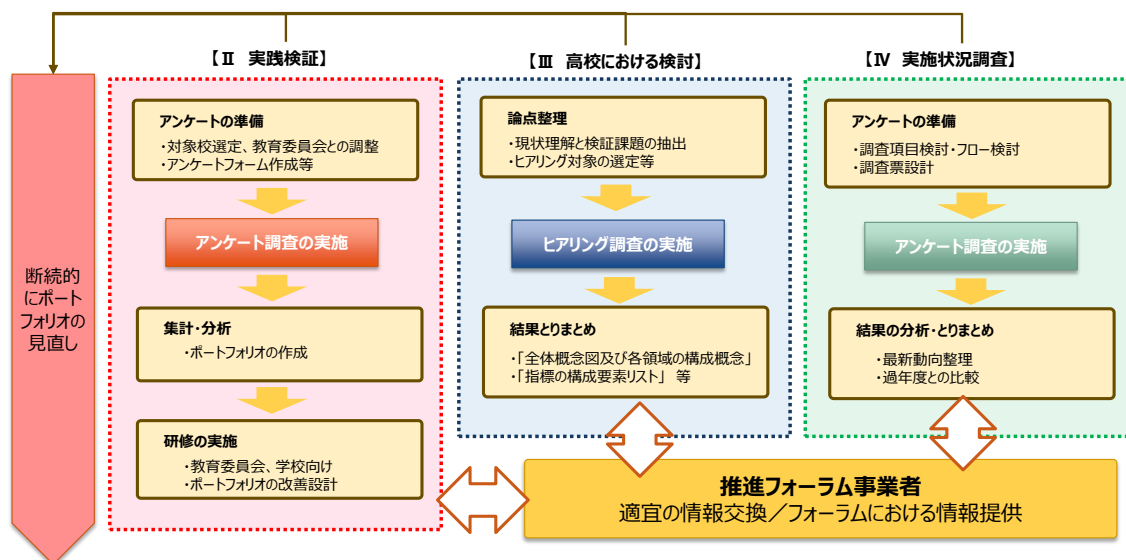 【Ⅱ 実践検証】
アンケートの準備
・対象校選定、教育委員会との調整
・アンケートフォーム作成等
アンケート調査の実施
集計・分析
・ポートフォリオの作成
研修の実施
・教育委員会、学校向け
・ポートフォリオの改善設計
【Ⅲ 高校における検討】
論点整理
・現状理解と検証課題の抽出
・ヒアリング対象の選定等
ヒアリング調査の実施
結果とりまとめ
・「全体概念図及び各領域の構成概念」
・「指標の構成要素リスト」 等
【Ⅳ 実施状況調査】
アンケートの準備
・調査項目検討・フロー検討
・調査票設計
アンケート調査の実施
結果の分析・とりまとめ
・最新動向整理
・過年度との比較
断続的
にポート
フォリオの
見直し
推進フォーラム事業者
適宜の情報交換／フォーラムにおける情報提供